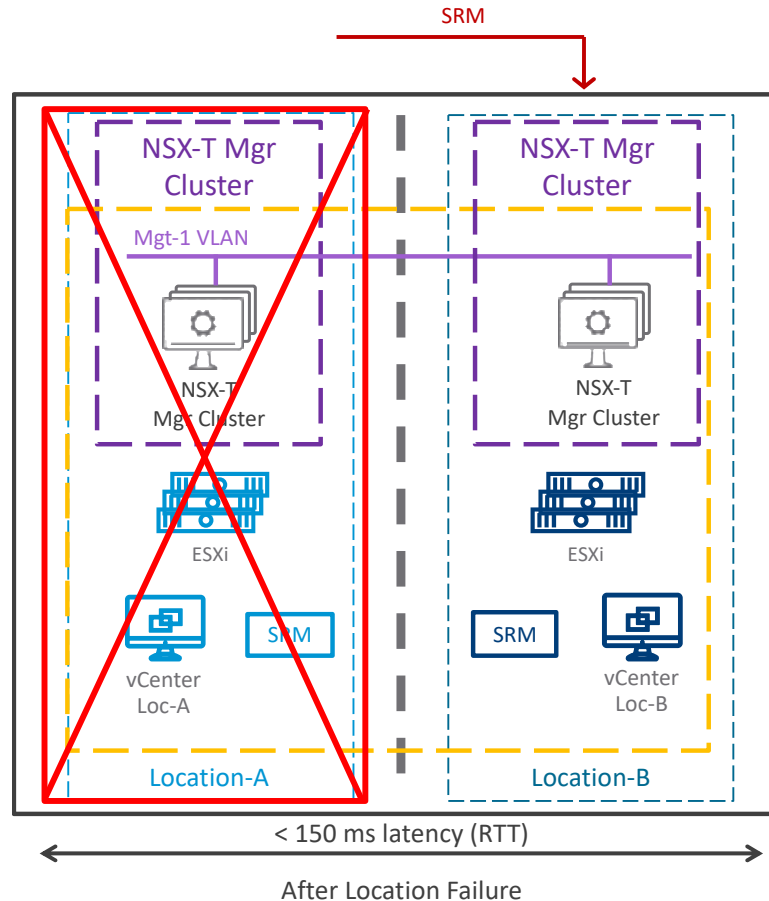 SRM
NSX-T Mgr
Cluster
NSX-T Mgr
Cluster
Mgt-1 VLAN
NSX-T
Mgr Cluster
NSX-T
Mgr Cluster
ESXi
ESXi
SRM
SRM
vCenter
Loc-A
vCenter
Loc-B
Location-A
Location-B
< 150 ms latency (RTT)
After Location Failure